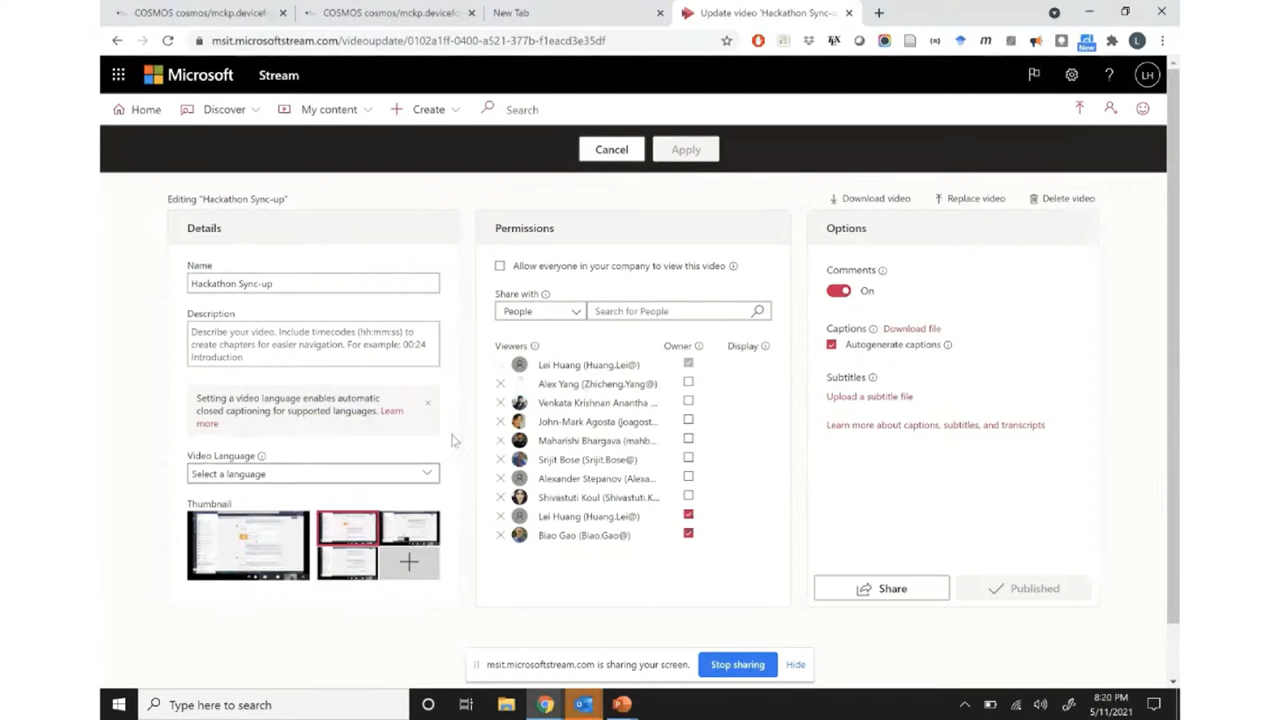 COSMOS cosmos/mckp.devicef
COSMOS cosmos/mckp.devicefo
New Tab
Update video 'Hackathon Sync-u
msit.microsoftstream.com/videoupdate/0102a1ff-0400-a521-377b-f1eacd3e35df
New
L
Microsoft
Stream
LH
Home
Discover
My content
Create
Search
Cancel
Apply
Editing "Hackathon Sync-up"
Download video
Replace video
Delete video
Details
Permissions
Options
Name
Hackathon Sync-up
Description
Describe your video. Include timecodes (hh:mm:ss) to
create chapters for easier navigation. For example: 00:24
Introduction
Setting a video language enables automatic
closed captioning for supported languages. Learn
more
Video Language
Select a language
Thumbnail
Allow everyone in your company to view this video
Share with
People
Search for People
Viewers
Owner
Display
Lei Huang (Huang.Lei@)
Alex Yang (Zhicheng.Yang@)
Venkata Krishnan Anantha ...
John-Mark Agosta (joagost...
Maharishi Bhargava (mahb...
Srijit Bose (Srijit.Bose@)
Alexander Stepanov (Alexa...
Shivastuti Koul (Shivastuti.K...
Lei Huang (Huang.Lei@)
Biao Gao (Biao.Gao@)
Comments
On
Captions
Download file
Autogenerate captions
Subtitles
Upload a subtitle file
Learn more about captions, subtitles, and transcripts
Share
Published
msit.microsoftstream.com is sharing your screen.
Stop sharing
Hide
Type here to search
8:20 PM
5/11/2021